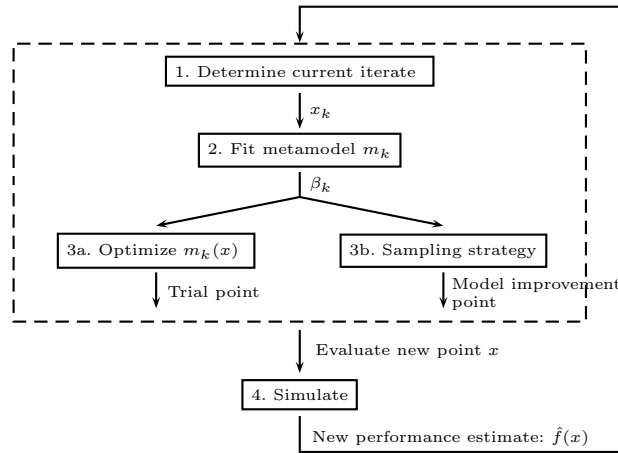 1. Determine current iterate
x_k
2. Fit metamodel m_k
β_k
3a. Optimize m_k(x)
3b. Sampling strategy
Trial point
Model improvement
point
Evaluate new point x
4. Simulate
New performance estimate: f̂(x)